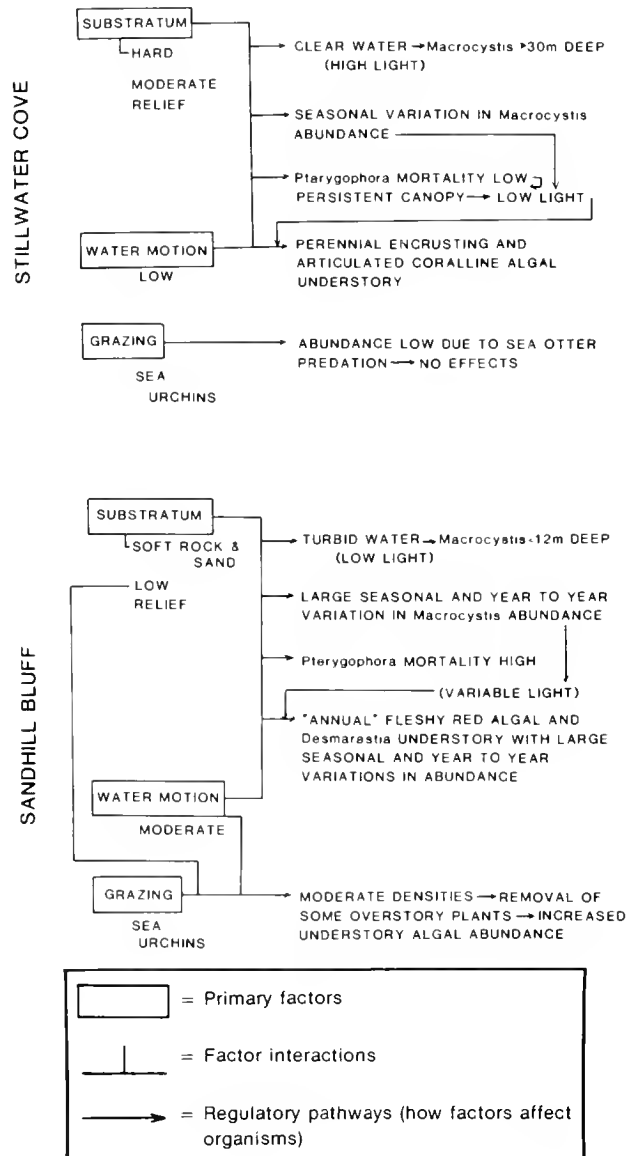 STILLWATER COVE
SUBSTRATUM
HARD
MODERATE
RELIEF
CLEAR WATER → Macrocystis >30m DEEP
(HIGH LIGHT)
SEASONAL VARIATION IN Macrocystis
ABUNDANCE
Pterygophora MORTALITY LOW
PERSISTENT CANOPY → LOW LIGHT
WATER MOTION
LOW
PERENNIAL ENCRUSTING AND
ARTICULATED CORALLINE ALGAL
UNDERSTORY
GRAZING
SEA
URCHINS
ABUNDANCE LOW DUE TO SEA OTTER
PREDATION → NO EFFECTS
SANDHILL BLUFF
SUBSTRATUM
SOFT ROCK &
SAND
LOW
RELIEF
TURBID WATER → Macrocystis <12m DEEP
(LOW LIGHT)
LARGE SEASONAL AND YEAR TO YEAR
VARIATION IN Macrocystis ABUNDANCE
Pterygophora MORTALITY HIGH
(VARIABLE LIGHT)
"ANNUAL" FLESHY RED ALGAL AND
Desmarestia UNDERSTORY WITH LARGE
SEASONAL AND YEAR TO YEAR
VARIATIONS IN ABUNDANCE
WATER MOTION
MODERATE
GRAZING
SEA
URCHINS
MODERATE DENSITIES → REMOVAL OF
SOME OVERSTORY PLANTS → INCREASED
UNDERSTORY ALGAL ABUNDANCE
= Primary factors
= Factor interactions
= Regulatory pathways (how factors affect
organisms)